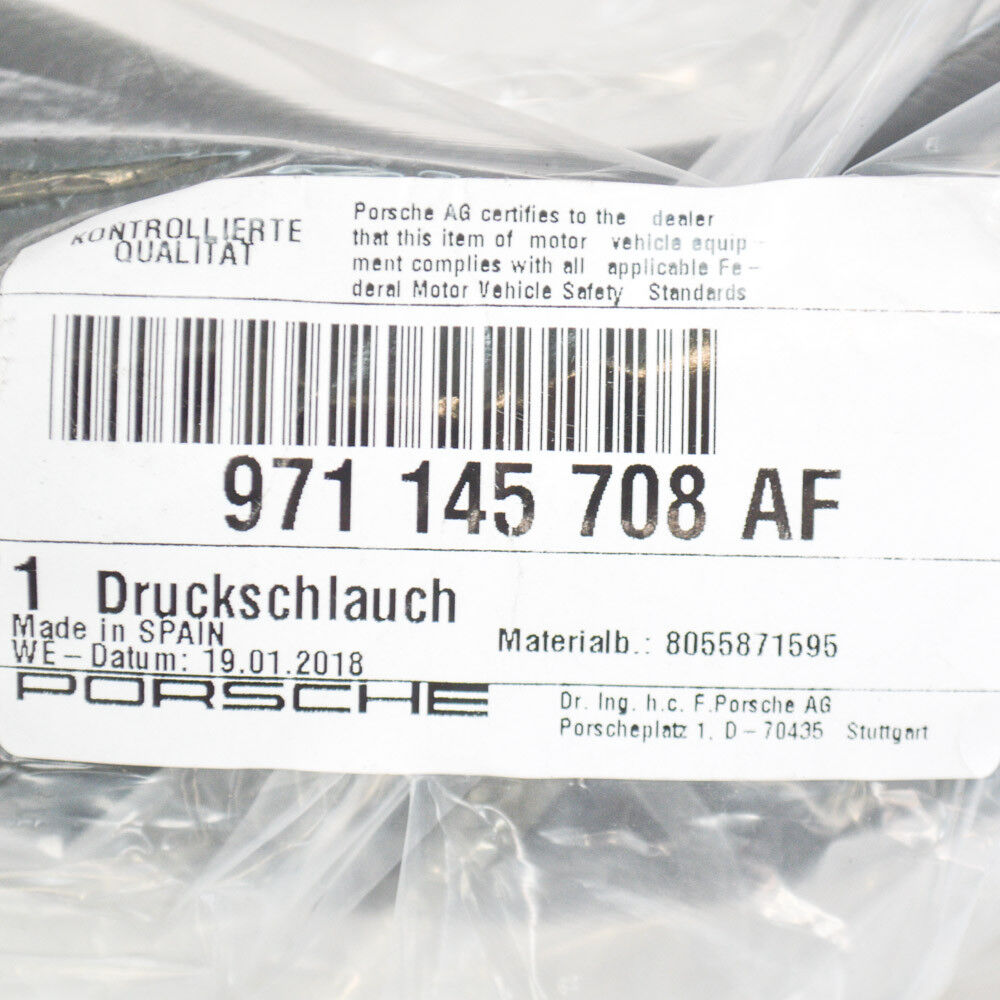 KONTROLLIERTE
QUALITÄT
Porsche AG certifies to the dealer
that this item of motor vehicle equip-
ment complies with all applicable Fe-
deral Motor Vehicle Safety Standards
971 145 708 AF
1 Druckschlauch
Made in SPAIN
WE-Datum: 19.01.2018
Materialb.: 8055871595
PORSCHE
Dr. Ing. h.c. F.Porsche AG
Porscheplatz 1, D-70435 Stuttgart